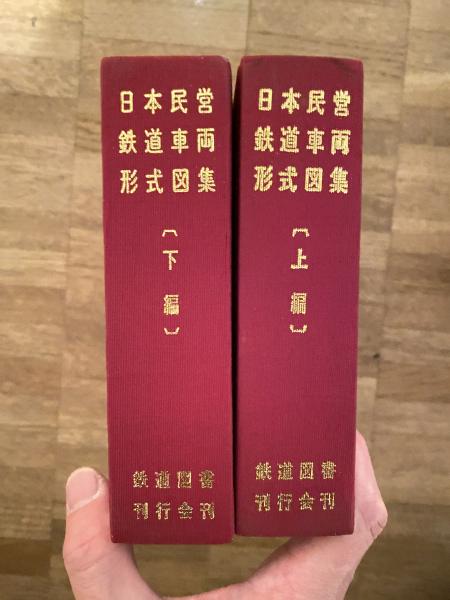 日本民営
鉄道車両
形式図集
〔下編〕
鉄道図書
刊行会刊
日本民営
鉄道車両
形式図集
〔上編〕
鉄道図書
刊行会刊